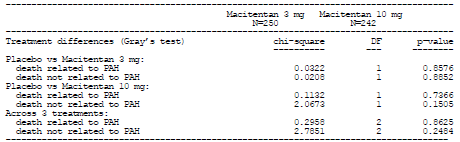 Macitentan 3 mg Macitentan 10 mg
N=250 N=242
Treatment differences (Gray's test) chi-square DF p-value
Placebo vs Macitentan 3 mg:
death related to PAH 0.0322 1 0.8576
death not related to PAH 0.0208 1 0.8852
Placebo vs Macitentan 10 mg:
death related to PAH 0.1132 1 0.7366
death not related to PAH 2.0673 1 0.1505
Across 3 treatments:
death related to PAH 0.2958 2 0.8625
death not related to PAH 2.7851 2 0.2484